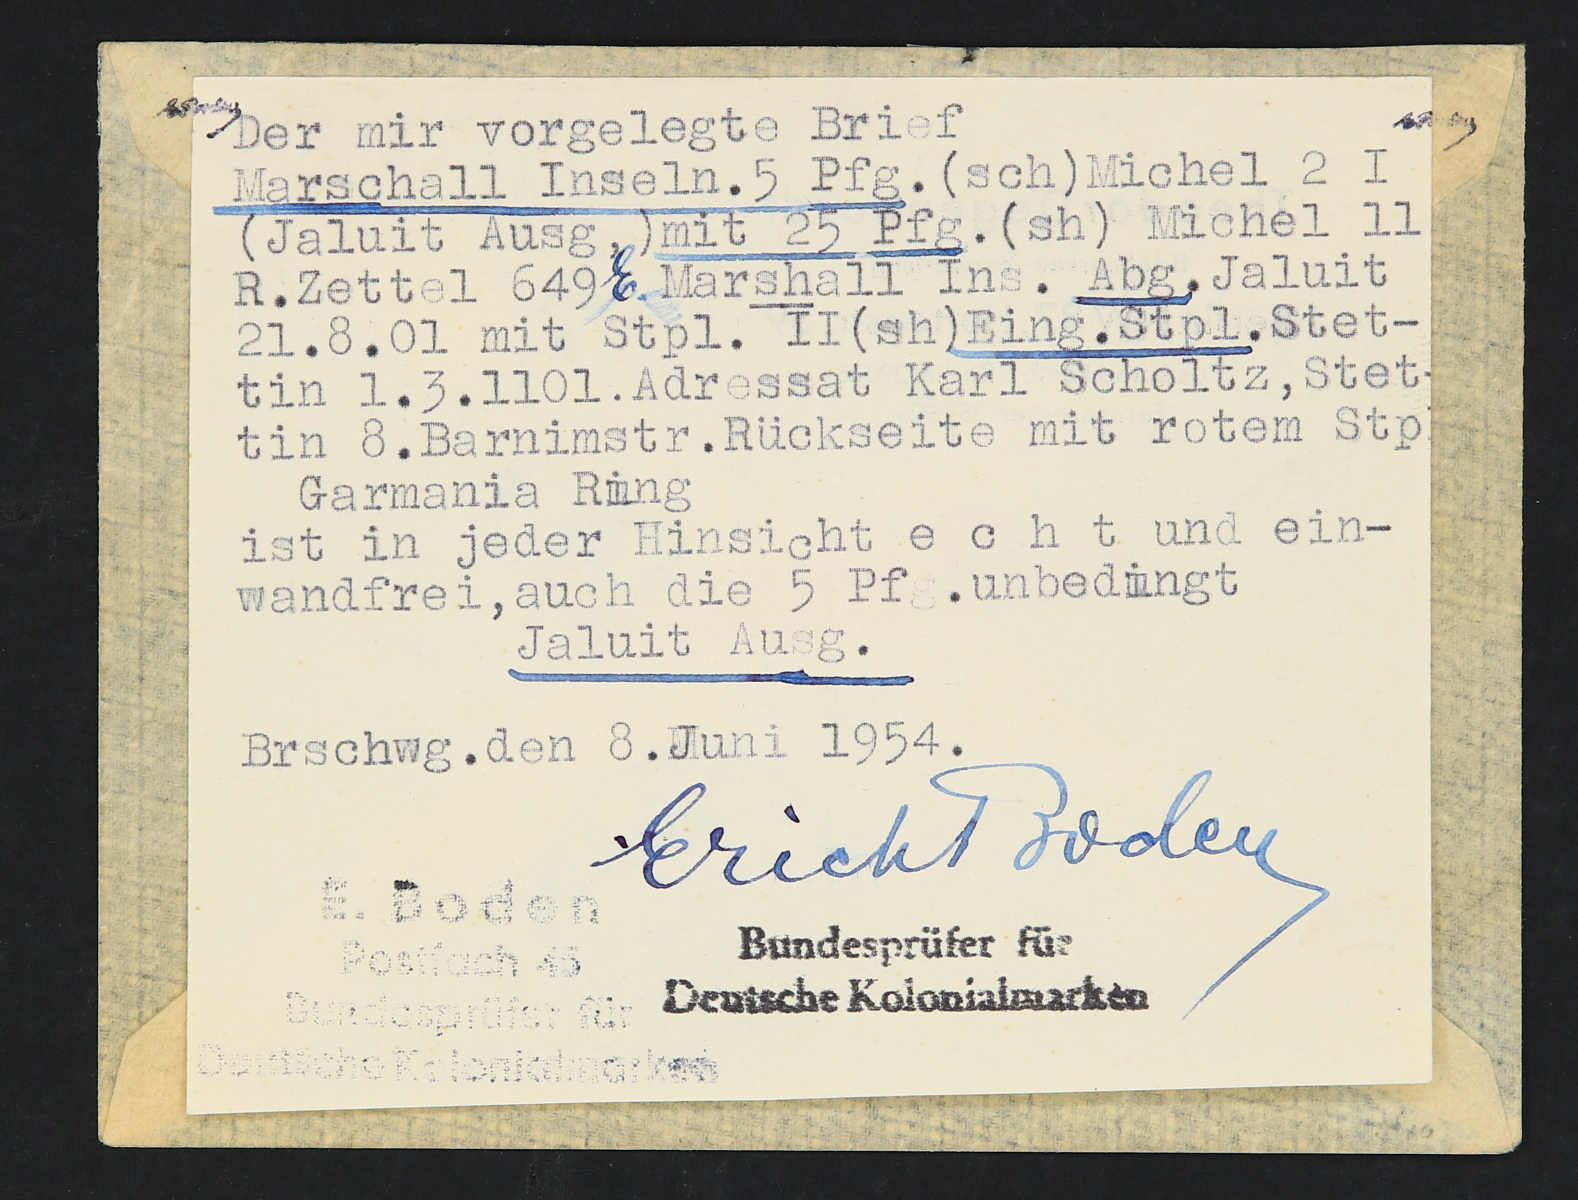 Der mir vorgelegte Brief
Marschall Inseln.5 Pfg.(sch)Michel 2 I
(Jaluit Ausg,)mit 25 Pfg.(sh) Michel 11
R.Zettel 649 E. Marshall Ins. Abg.Jaluit
21.8.01 mit Stpl. II(sh)Eing.Stpl.Stet-
tin 1.3.1101.Adressat Karl Scholtz,Stet-
tin 8.Barnimstr.Rückseite mit rotem Stpl
Garmania Ring
ist in jeder Hinsicht e c h t und ein-
wandfrei,auch die 5 Pfg.unbedingt
Jaluit Ausg.
Brschwg.den 8.Juni 1954.
Erich Boden
E. Boden
Postfach 45
Bundesprüfer für
Deutsche Kolonialmarken
Bundesprüfer für
Deutsche Kolonialmarken